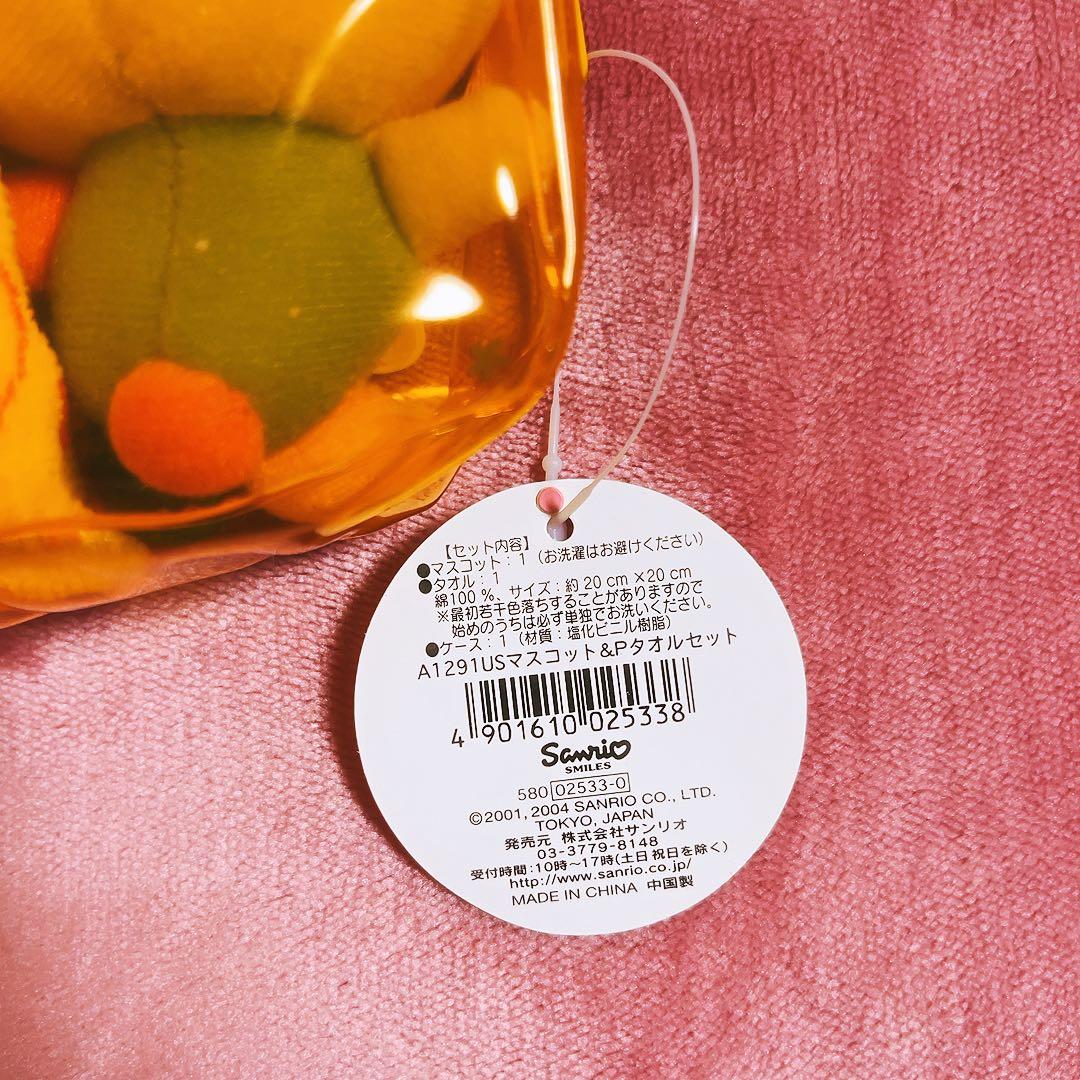 【セット内容】
●マスコット：1（お洗濯はお避けください）
●タオル：1
綿100 %、サイズ：約 20 cm ×20 cm
※最初若干色落ちすることがありますので
始めのうちは必ず単独でお洗いください。
●ケース：1（材質：塩化ビニル樹脂）
A1291USマスコット&Pタオルセット
4 901610 025338
Sanrio
SMILES
580 02533-0
©2001, 2004 SANRIO CO., LTD.
TOKYO, JAPAN
発売元 株式会社サンリオ
03-3779-8148
受付時間：10時～17時(土日 祝日を除く)
http://www.sanrio.co.jp/
MADE IN CHINA 中国製